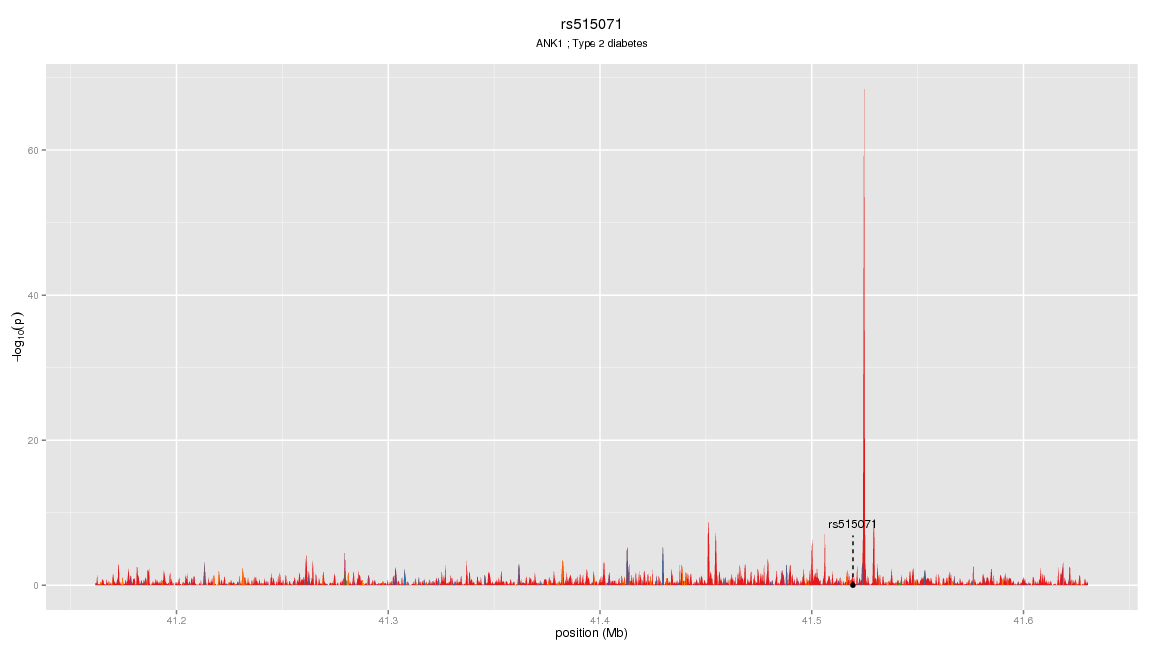 rs515071
ANK1 ; Type 2 diabetes
−log10(p)
60
40
20
0
rs515071
41.2
41.3
41.4
41.5
41.6
position (Mb)